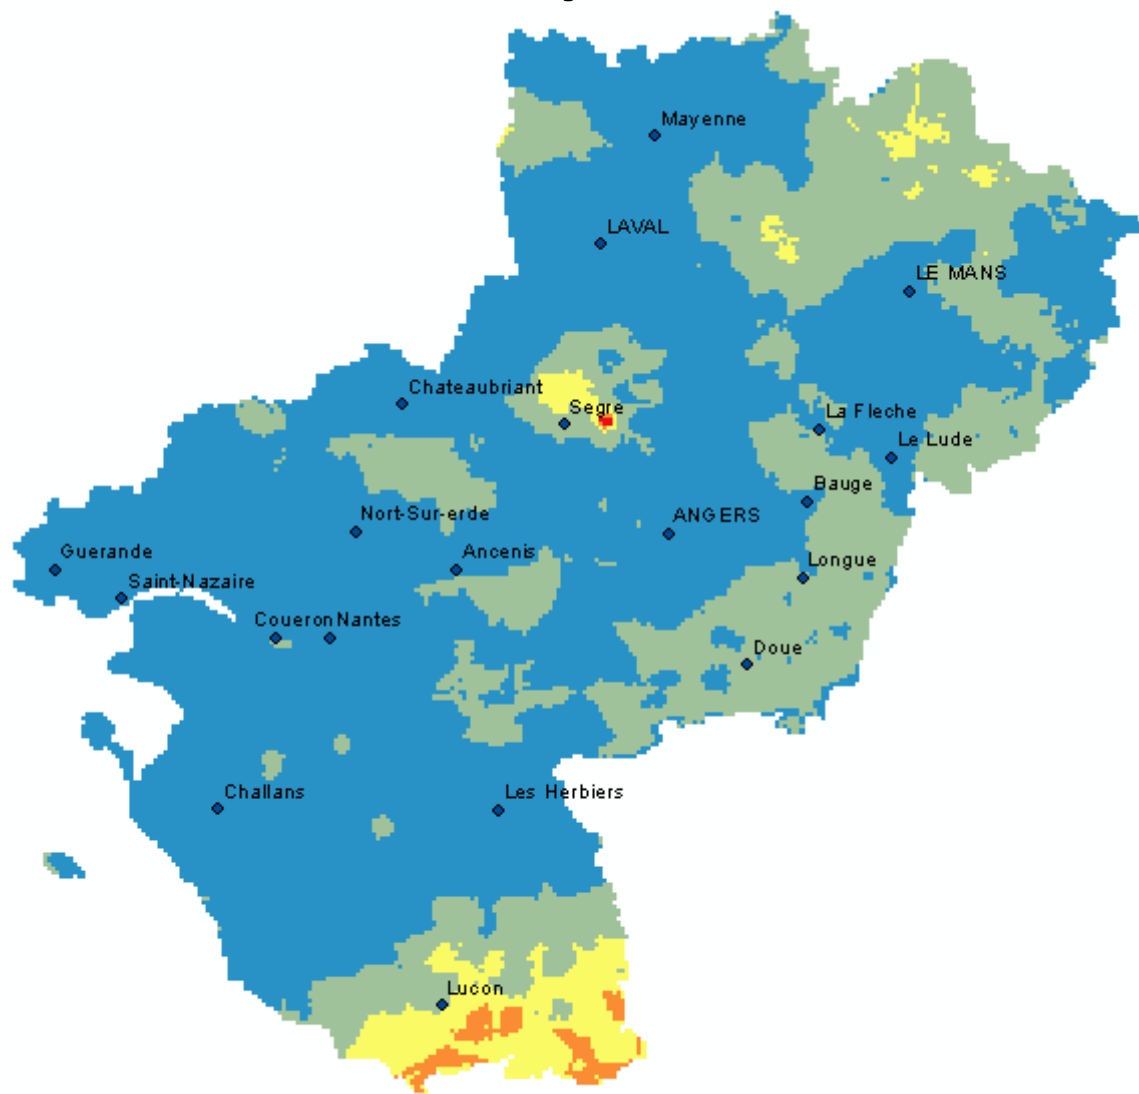 Mayenne
LAVAL
LE MANS
Chateaubriant
Segre
La Fleche
Le Lude
Bauge
Nort-Sur-erde
ANGERS
Guerande
Ancenis
Longue
Saint-Nazaire
Coueron
Nantes
Doue
Challans
Les Herbiers
Lucon